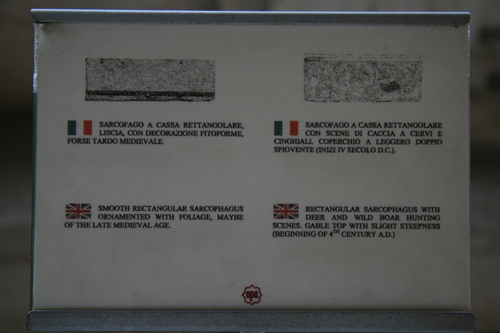 SARCOFAGO A CASSA RETTANGOLARE,
LISCIA, CON DECORAZIONE FITOFORME,
FORSE TARDO MEDIEVALE.
SARCOFAGO A CASSA RETTANGOLARE
CON SCENE DI CACCIA A CERVI E
CINGHIALI. COPERCHIO A LEGGERO DOPPIO
SPIOVENTE (INIZI IV SECOLO D.C.).
SMOOTH RECTANGULAR SARCOPHAGUS
ORNAMENTED WITH FOLIAGE, MAYBE
OF THE LATE MEDIEVAL AGE.
RECTANGULAR SARCOPHAGUS WITH
DEER AND WILD BOAR HUNTING
SCENES. GABLE TOP WITH SLIGHT STEEPNESS
(BEGINNING OF 4TH CENTURY A.D.)
opa